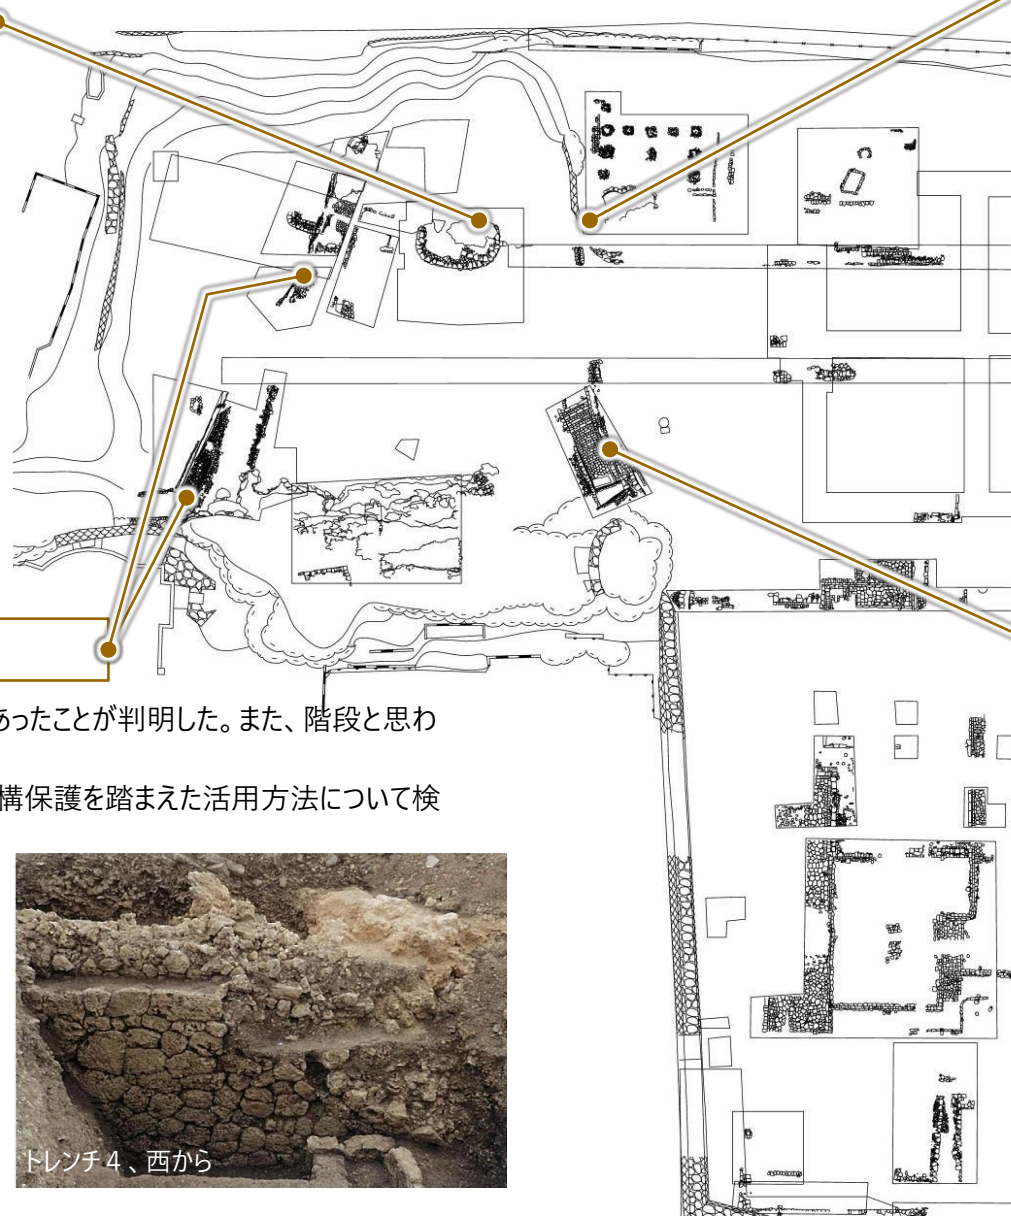 あったことが判明した。また、階段と思わ
構保護を踏まえた活用方法について検
トレンチ４、西から